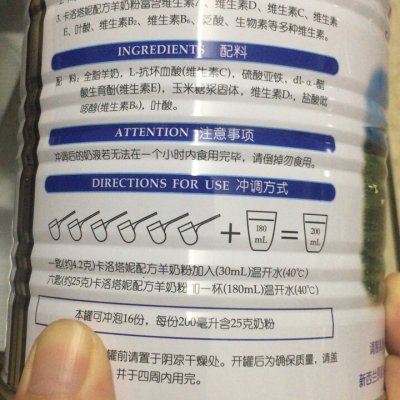 3.卡洛塔妮配方羊奶粉富含维生素A、维生素D、维生素C、维生素
E、叶酸、维生素B₁₂、维生素B₆、泛酸、生物素等多种维生素。
INGREDIENTS 配料
配 料:全脂羊奶，L-抗坏血酸(维生素C)，硫酸亚铁，dl-α-醋
酸生育酚(维生素E)，玉米糖浆固体，维生素D₃，盐酸吡
哆醇(维生素B₆)，叶酸。
ATTENTION 注意事项
冲调后的奶液若无法在一个小时内食用完毕，请倒掉勿食用。
DIRECTIONS FOR USE 冲调方式
+ 180 mL = 200 mL
一匙(约4.2克)卡洛塔妮配方羊奶粉加入(30mL)温开水(40℃)
六匙(约25克)卡洛塔妮配方羊奶粉加一杯(180mL)温开水(40℃)
本罐可冲泡16份，每份200毫升含25克奶粉
罐前请置于阴凉干燥处。开罐后为确保质量，请盖
并于四周内用完。
新西兰